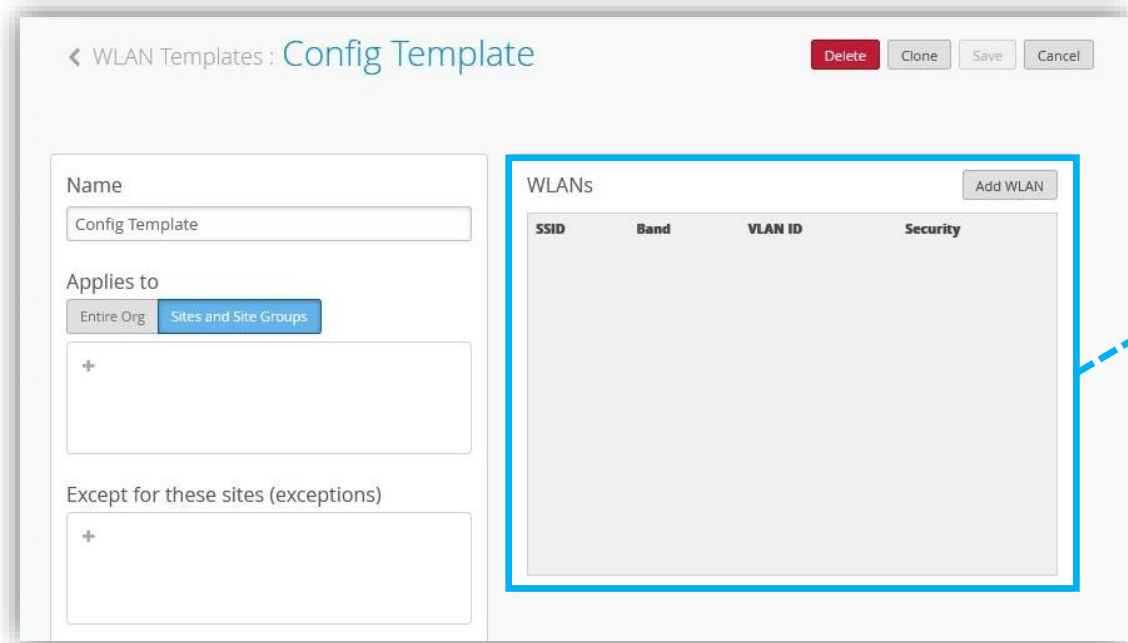 WLAN Templates : Config Template
Delete Clone Save Cancel
Name
Config Template
Applies to
Entire Org Sites and Site Groups
+
Except for these sites (exceptions)
+
WLANs Add WLAN
SSID Band VLAN ID Security